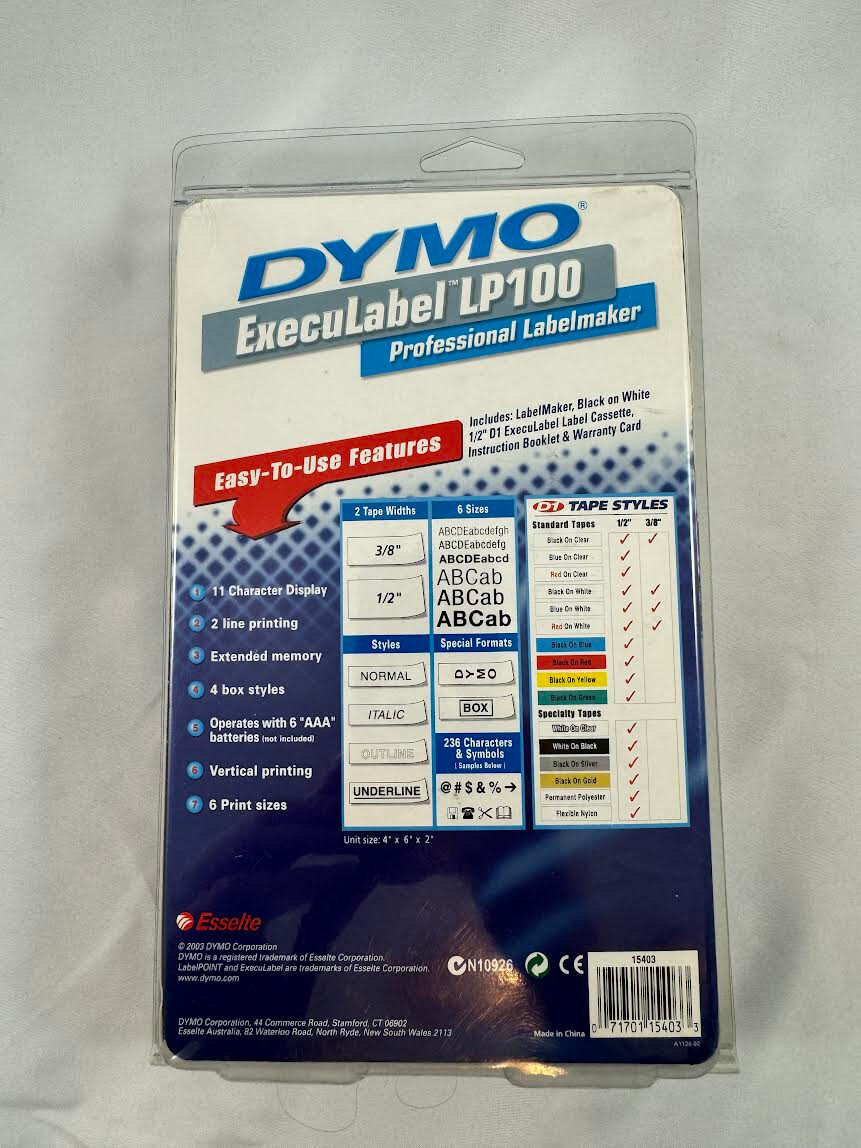 DYMO®
ExecuLabel™ LP100
Professional Labelmaker
Includes: LabelMaker, Black on White
1/2" D1 ExecuLabel Label Cassette,
Instruction Booklet & Warranty Card
Easy-To-Use Features
1 11 Character Display
2 2 line printing
3 Extended memory
4 4 box styles
5 Operates with 6 "AAA"
batteries (not included)
6 Vertical printing
7 6 Print sizes
2 Tape Widths
3/8"
1/2"
6 Sizes
ABCDEabcdefgh
ABCDEabcdefg
ABCDEabcd
ABCab
ABCab
ABCab
Styles
NORMAL
ITALIC
OUTLINE
UNDERLINE
Special Formats
DYMO
BOX
236 Characters
& Symbols
(Samples Below)
@ # $ & % →
Unit size: 4" x 6" x 2"
D1 TAPE STYLES
Standard Tapes 1/2" 3/8"
Black On Clear ✓ ✓
Blue On Clear ✓
Red On Clear ✓
Black On White ✓ ✓
Blue On White ✓ ✓
Red On White ✓ ✓
Black On Blue ✓
Black On Red ✓
Black On Yellow ✓
Black On Green ✓
Specialty Tapes
White On Clear ✓
White On Black ✓
Black On Silver ✓
Black On Gold ✓
Permanent Polyester ✓
Flexible Nylon ✓
Esselte
© 2003 DYMO Corporation
DYMO is a registered trademark of Esselte Corporation.
LabelPOINT and ExecuLabel are trademarks of Esselte Corporation.
www.dymo.com
DYMO Corporation, 44 Commerce Road, Stamford, CT 06902
Esselte Australia, 82 Waterloo Road, North Ryde, New South Wales 2113
N10926
CE
Made in China
15403
0 71701 15403 3
A1128-02